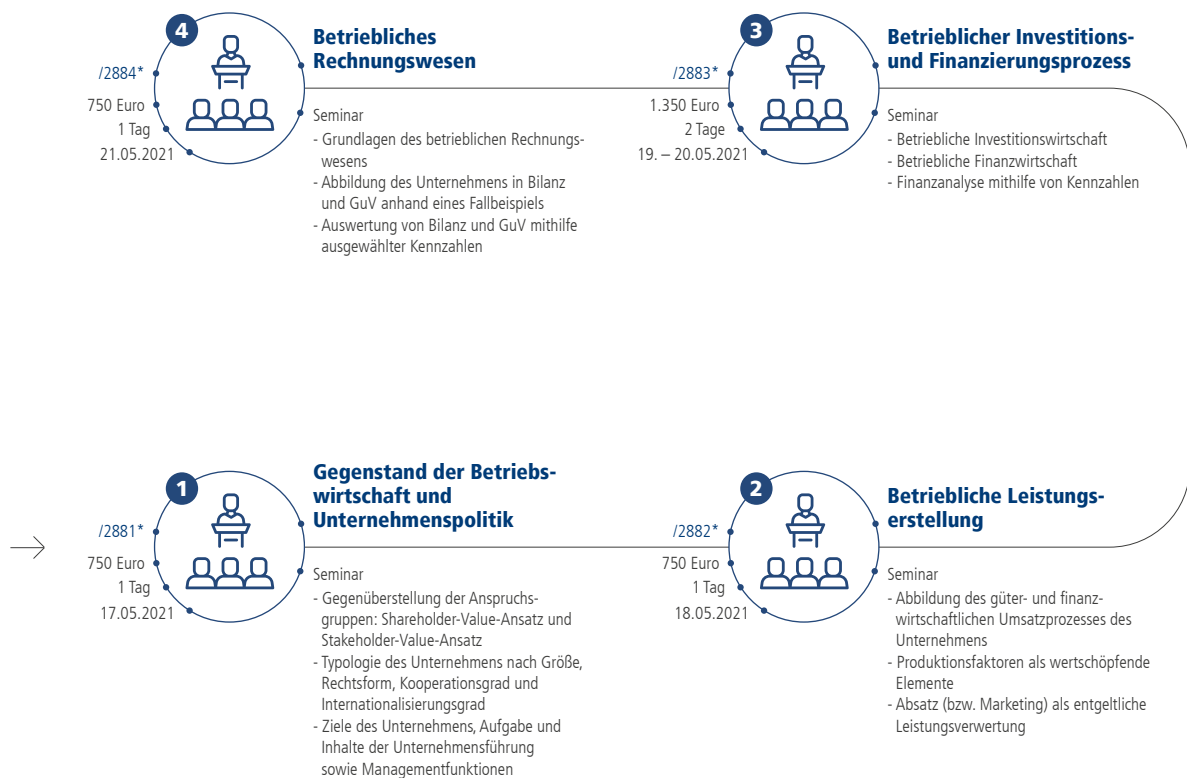 4
Betriebliches
Rechnungswesen
/2884*
750 Euro
1 Tag
21.05.2021
Seminar
- Grundlagen des betrieblichen Rechnungs-
wesens
- Abbildung des Unternehmens in Bilanz
und GuV anhand eines Fallbeispiels
- Auswertung von Bilanz und GuV mithilfe
ausgewählter Kennzahlen
3
Betrieblicher Investitions-
und Finanzierungsprozess
/2883*
1.350 Euro
2 Tage
19. – 20.05.2021
Seminar
- Betriebliche Investitionswirtschaft
- Betriebliche Finanzwirtschaft
- Finanzanalyse mithilfe von Kennzahlen
1
Gegenstand der Betriebs-
wirtschaft und
Unternehmenspolitik
/2881*
750 Euro
1 Tag
17.05.2021
Seminar
- Gegenüberstellung der Anspruchs-
gruppen: Shareholder-Value-Ansatz und
Stakeholder-Value-Ansatz
- Typologie des Unternehmens nach Größe,
Rechtsform, Kooperationsgrad und
Internationalisierungsgrad
- Ziele des Unternehmens, Aufgabe und
Inhalte der Unternehmensführung
sowie Managementfunktionen
2
Betriebliche Leistungs-
erstellung
/2882*
750 Euro
1 Tag
18.05.2021
Seminar
- Abbildung des güter- und finanz-
wirtschaftlichen Umsatzprozesses des
Unternehmens
- Produktionsfaktoren als wertschöpfende
Elemente
- Absatz (bzw. Marketing) als entgeltliche
Leistungsverwertung